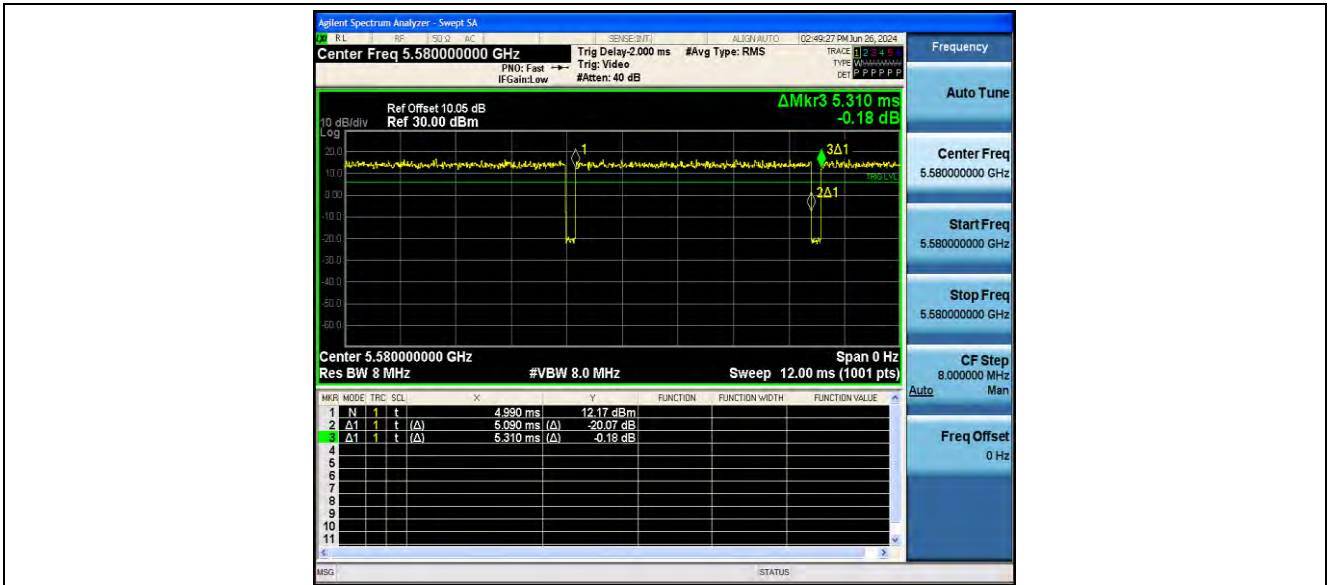 Agilent Spectrum Analyzer - Swept SA
RL RF 50 Ω AC SENSE:INT ALIGN AUTO 02:49:27 PM Jun 26, 2024
Center Freq 5.580000000 GHz
PNO: Fast
IFGain:Low
Trig Delay-2.000 ms
Trig: Video
#Atten: 40 dB
#Avg Type: RMS
TRACE 1 2 3 4 5 6
TYPE
DET P P P P P P
Ref Offset 10.05 dB
10 dB/div Ref 30.00 dBm
Log
ΔMkr3 5.310 ms
-0.18 dB
20.0
10.0
0.00
-10.0
-20.0
-30.0
-40.0
-50.0
-60.0
1
3Δ1
TRIG LVL
2Δ1
Center 5.580000000 GHz Span 0 Hz
Res BW 8 MHz #VBW 8.0 MHz Sweep 12.00 ms (1001 pts)
MKR MODE TRC SCL X Y FUNCTION FUNCTION WIDTH FUNCTION VALUE
1 N 1 t 4.990 ms 12.17 dBm
2 Δ1 1 t (Δ) 5.090 ms (Δ) -20.07 dB
3 Δ1 1 t (Δ) 5.310 ms (Δ) -0.18 dB
4
5
6
7
8
9
10
11
MSG STATUS
Frequency
Auto Tune
Center Freq
5.580000000 GHz
Start Freq
5.580000000 GHz
Stop Freq
5.580000000 GHz
CF Step
8.000000 MHz
Auto Man
Freq Offset
0 Hz